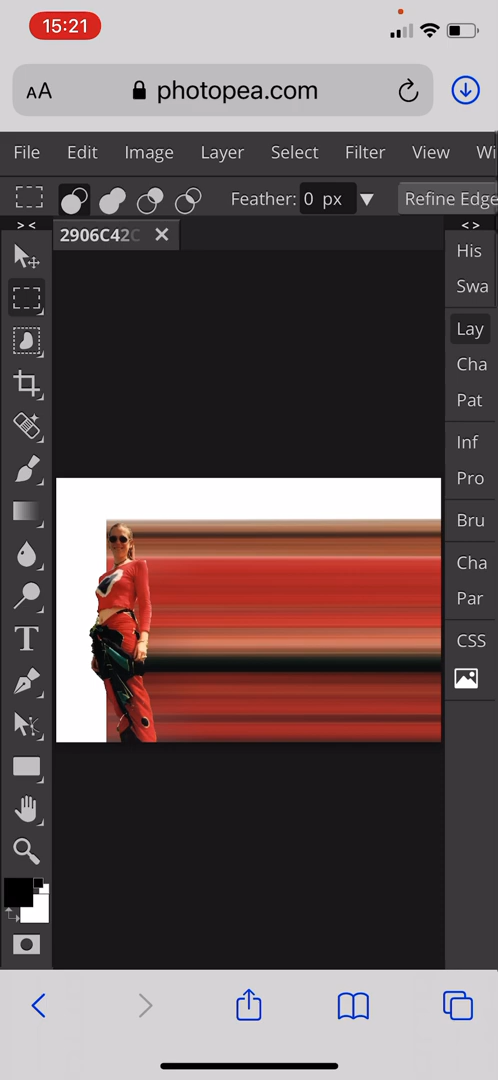 15:21
AA photopea.com
File Edit Image Layer Select Filter View Wi
Feather: 0 px Refine Edge
> < < >
2906C42C
His
Swa
Lay
Cha
Pat
Inf
Pro
Bru
Cha
Par
CSS
T